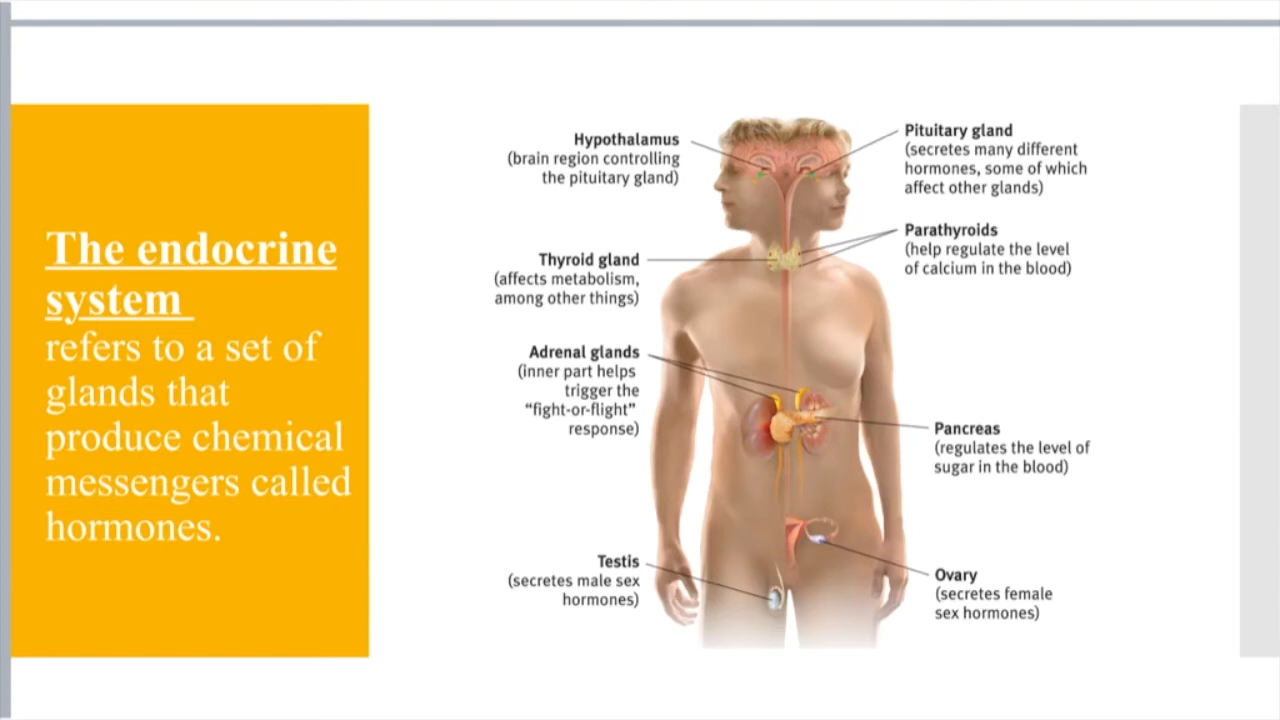 The endocrine
system
refers to a set of
glands that
produce chemical
messengers called
hormones.
Hypothalamus
(brain region controlling
the pituitary gland)
Thyroid gland
(affects metabolism,
among other things)
Adrenal glands
(inner part helps
trigger the
“fight-or-flight”
response)
Testis
(secretes male sex
hormones)
Pituitary gland
(secretes many different
hormones, some of which
affect other glands)
Parathyroids
(help regulate the level
of calcium in the blood)
Pancreas
(regulates the level of
sugar in the blood)
Ovary
(secretes female
sex hormones)